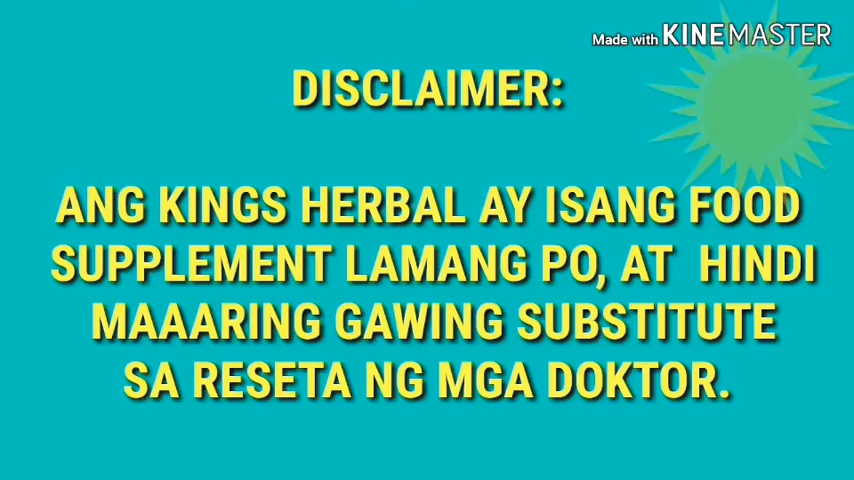 Made with KINEMASTER
DISCLAIMER:
ANG KINGS HERBAL AY ISANG FOOD
SUPPLEMENT LAMANG PO, AT HINDI
MAAARING GAWING SUBSTITUTE
SA RESETA NG MGA DOKTOR.